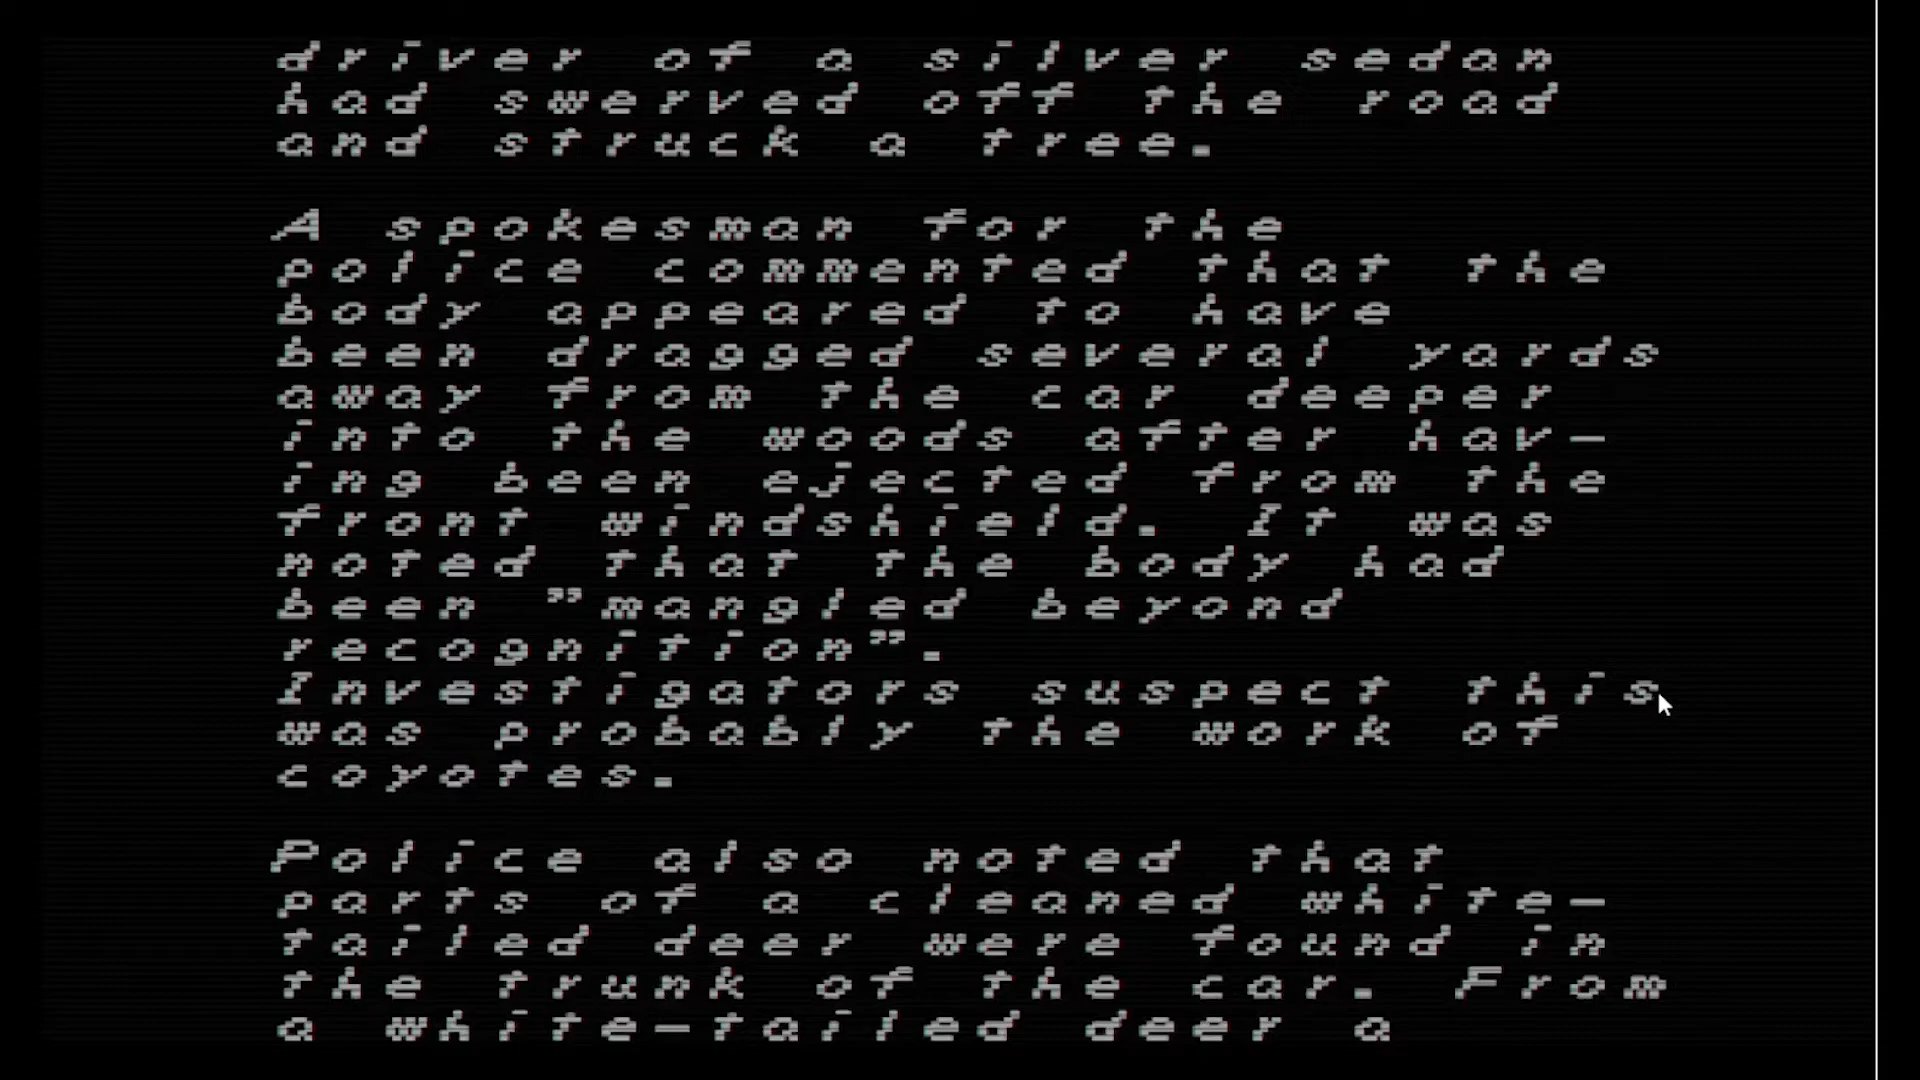 driver of a silver sedan
had swerved off the road
and struck a tree.
A spokesman for the
police commented that the
body appeared to have
been dragged several yards
away from the car deeper
into the woods after hav-
ing been ejected from the
front windshield. It was
noted that the body had
been "mangled beyond
recognition".
Investigators suspect this
was probably the work of
coyotes.
Police also noted that
parts of a cleaned white-
tailed deer were found in
the trunk of the car. From
a white-tailed deer a